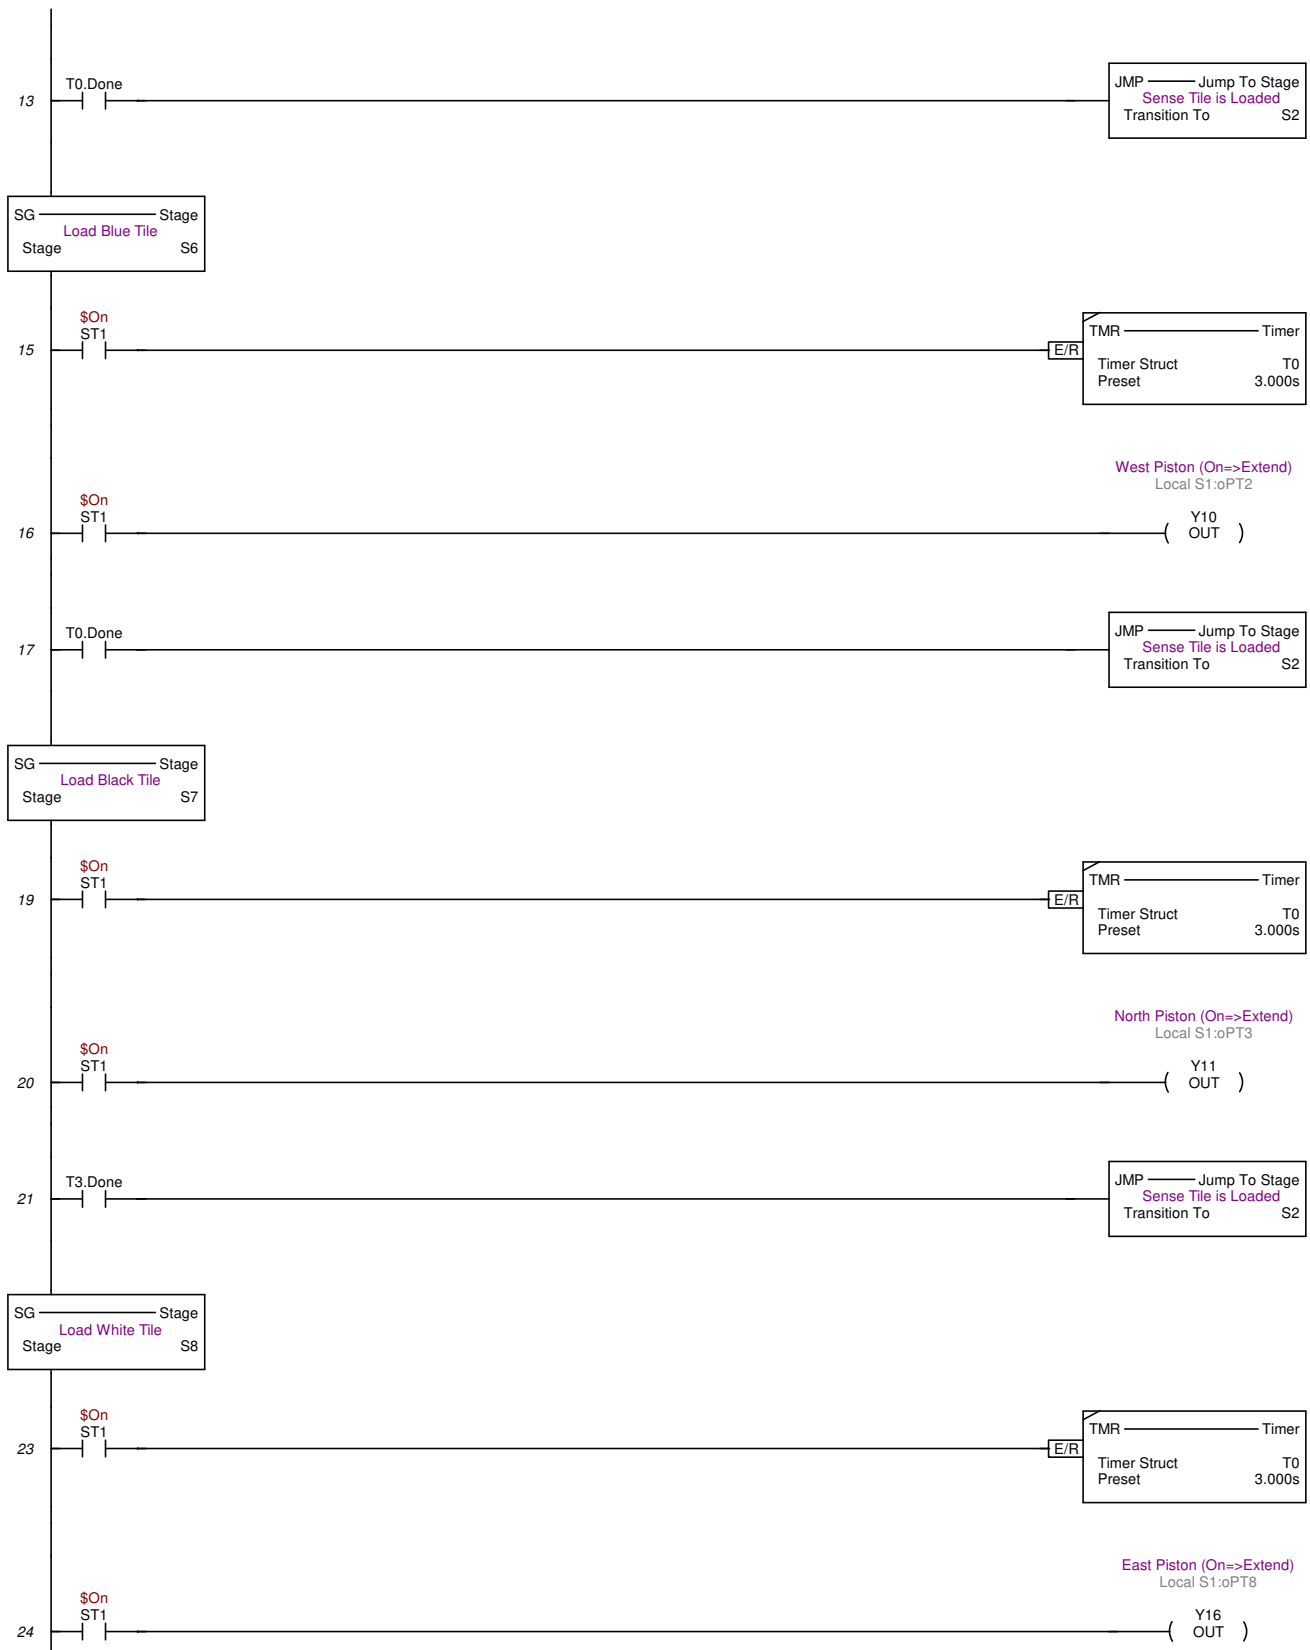 T0.Done
13
JMP Jump To Stage
Sense Tile is Loaded
Transition To S2
SG Stage
Load Blue Tile
Stage S6
$On
ST1
15
E/R
TMR Timer
Timer Struct T0
Preset 3.000s
West Piston (On=>Extend)
Local S1:oPT2
$On
ST1
16
Y10
OUT
T0.Done
17
JMP Jump To Stage
Sense Tile is Loaded
Transition To S2
SG Stage
Load Black Tile
Stage S7
$On
ST1
19
E/R
TMR Timer
Timer Struct T0
Preset 3.000s
North Piston (On=>Extend)
Local S1:oPT3
$On
ST1
20
Y11
OUT
T3.Done
21
JMP Jump To Stage
Sense Tile is Loaded
Transition To S2
SG Stage
Load White Tile
Stage S8
$On
ST1
23
E/R
TMR Timer
Timer Struct T0
Preset 3.000s
East Piston (On=>Extend)
Local S1:oPT8
$On
ST1
24
Y16
OUT